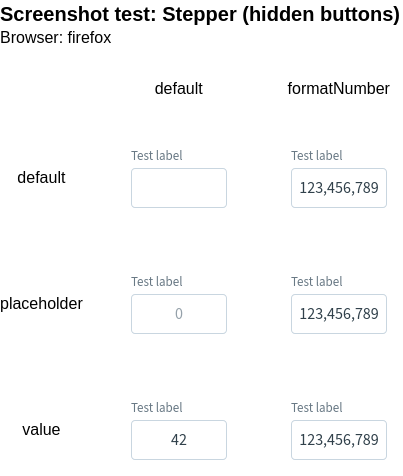 Screenshot test: Stepper (hidden buttons)
Browser: firefox
default formatNumber
Test label Test label
default 123,456,789
Test label Test label
placeholder 0 123,456,789
Test label Test label
value 42 123,456,789